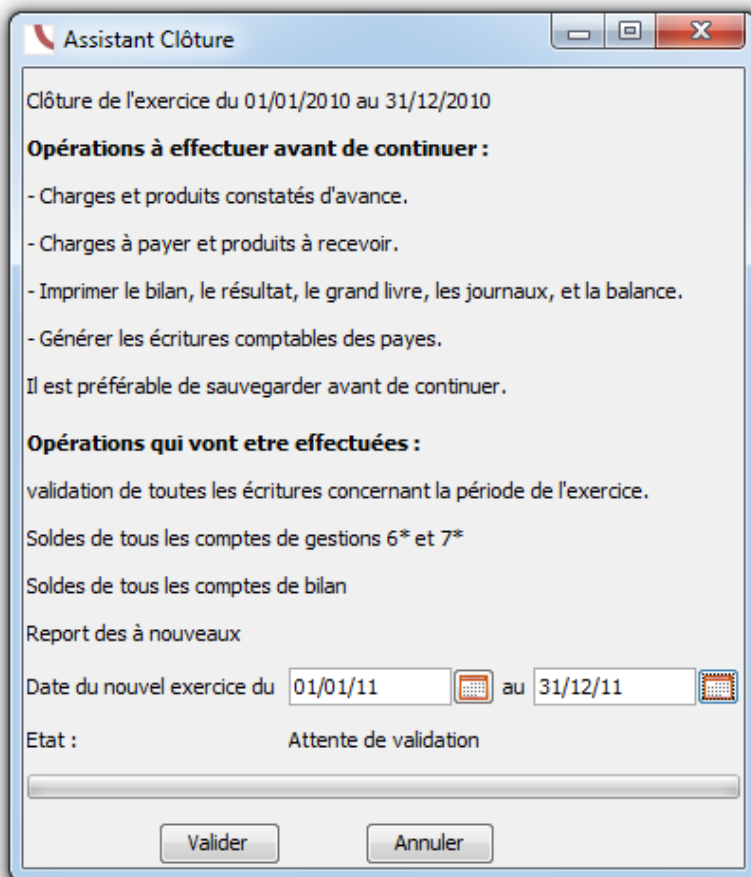 Assistant Clôture
Clôture de l'exercice du 01/01/2010 au 31/12/2010
Opérations à effectuer avant de continuer :
- Charges et produits constatés d'avance.
- Charges à payer et produits à recevoir.
- Imprimer le bilan, le résultat, le grand livre, les journaux, et la balance.
- Générer les écritures comptables des payes.
Il est préférable de sauvegarder avant de continuer.
Opérations qui vont etre effectuées :
validation de toutes les écritures concernant la période de l'exercice.
Soldes de tous les comptes de gestions 6* et 7*
Soldes de tous les comptes de bilan
Report des à nouveaux
Date du nouvel exercice du 01/01/11 au 31/12/11
Etat : Attente de validation
Valider Annuler